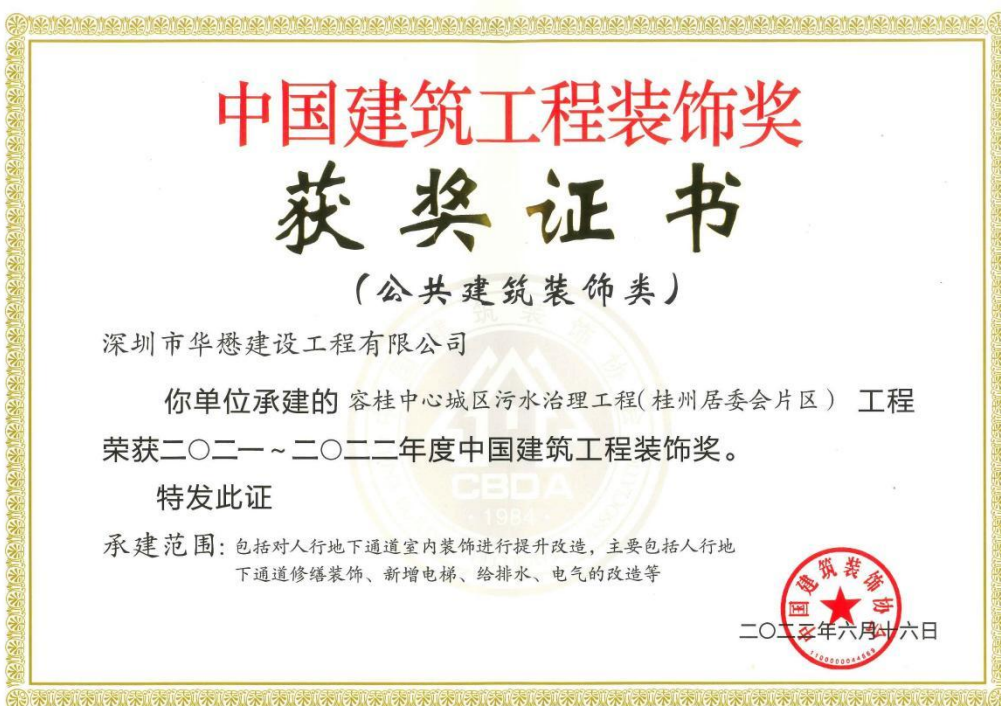 中国建筑工程装饰奖
获奖证书
(公共建筑装饰类)
深圳市华懋建设工程有限公司
你单位承建的 容桂中心城区污水治理工程(桂州居委会片区) 工程
荣获二〇二一~二〇二二年度中国建筑工程装饰奖。
特发此证
承建范围:包括对人行地下通道室内装饰进行提升改造,主要包括人行地
下通道修缮装饰、新增电梯、给排水、电气的改造等
CBDA
·1984·
中国建筑装饰协会
二〇二三年六月十六日